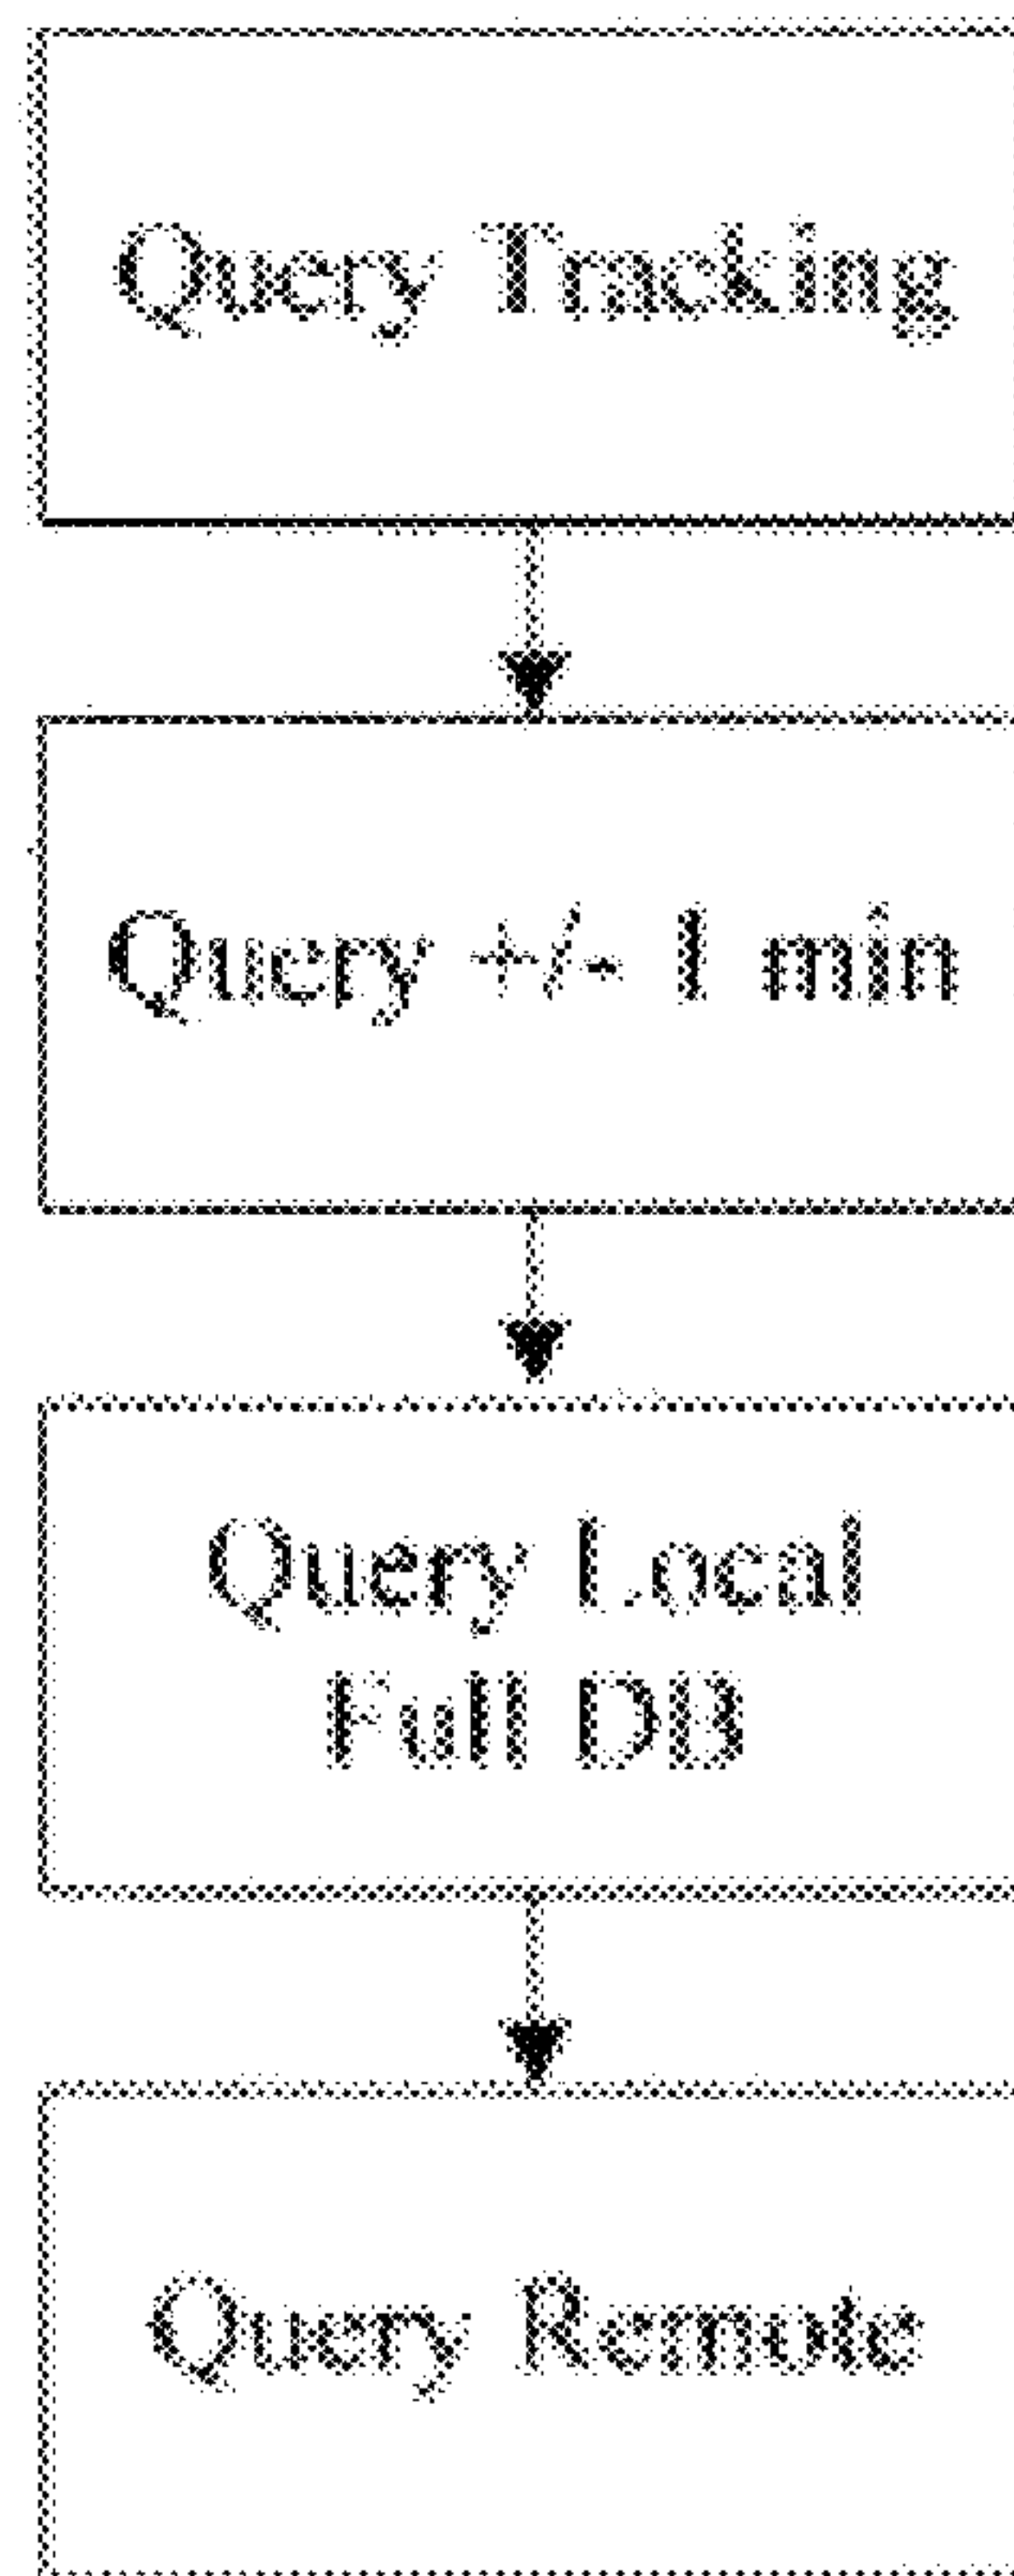 Query Tracking
Query +/- 1 min
Query Local
Full DB
Query Remote